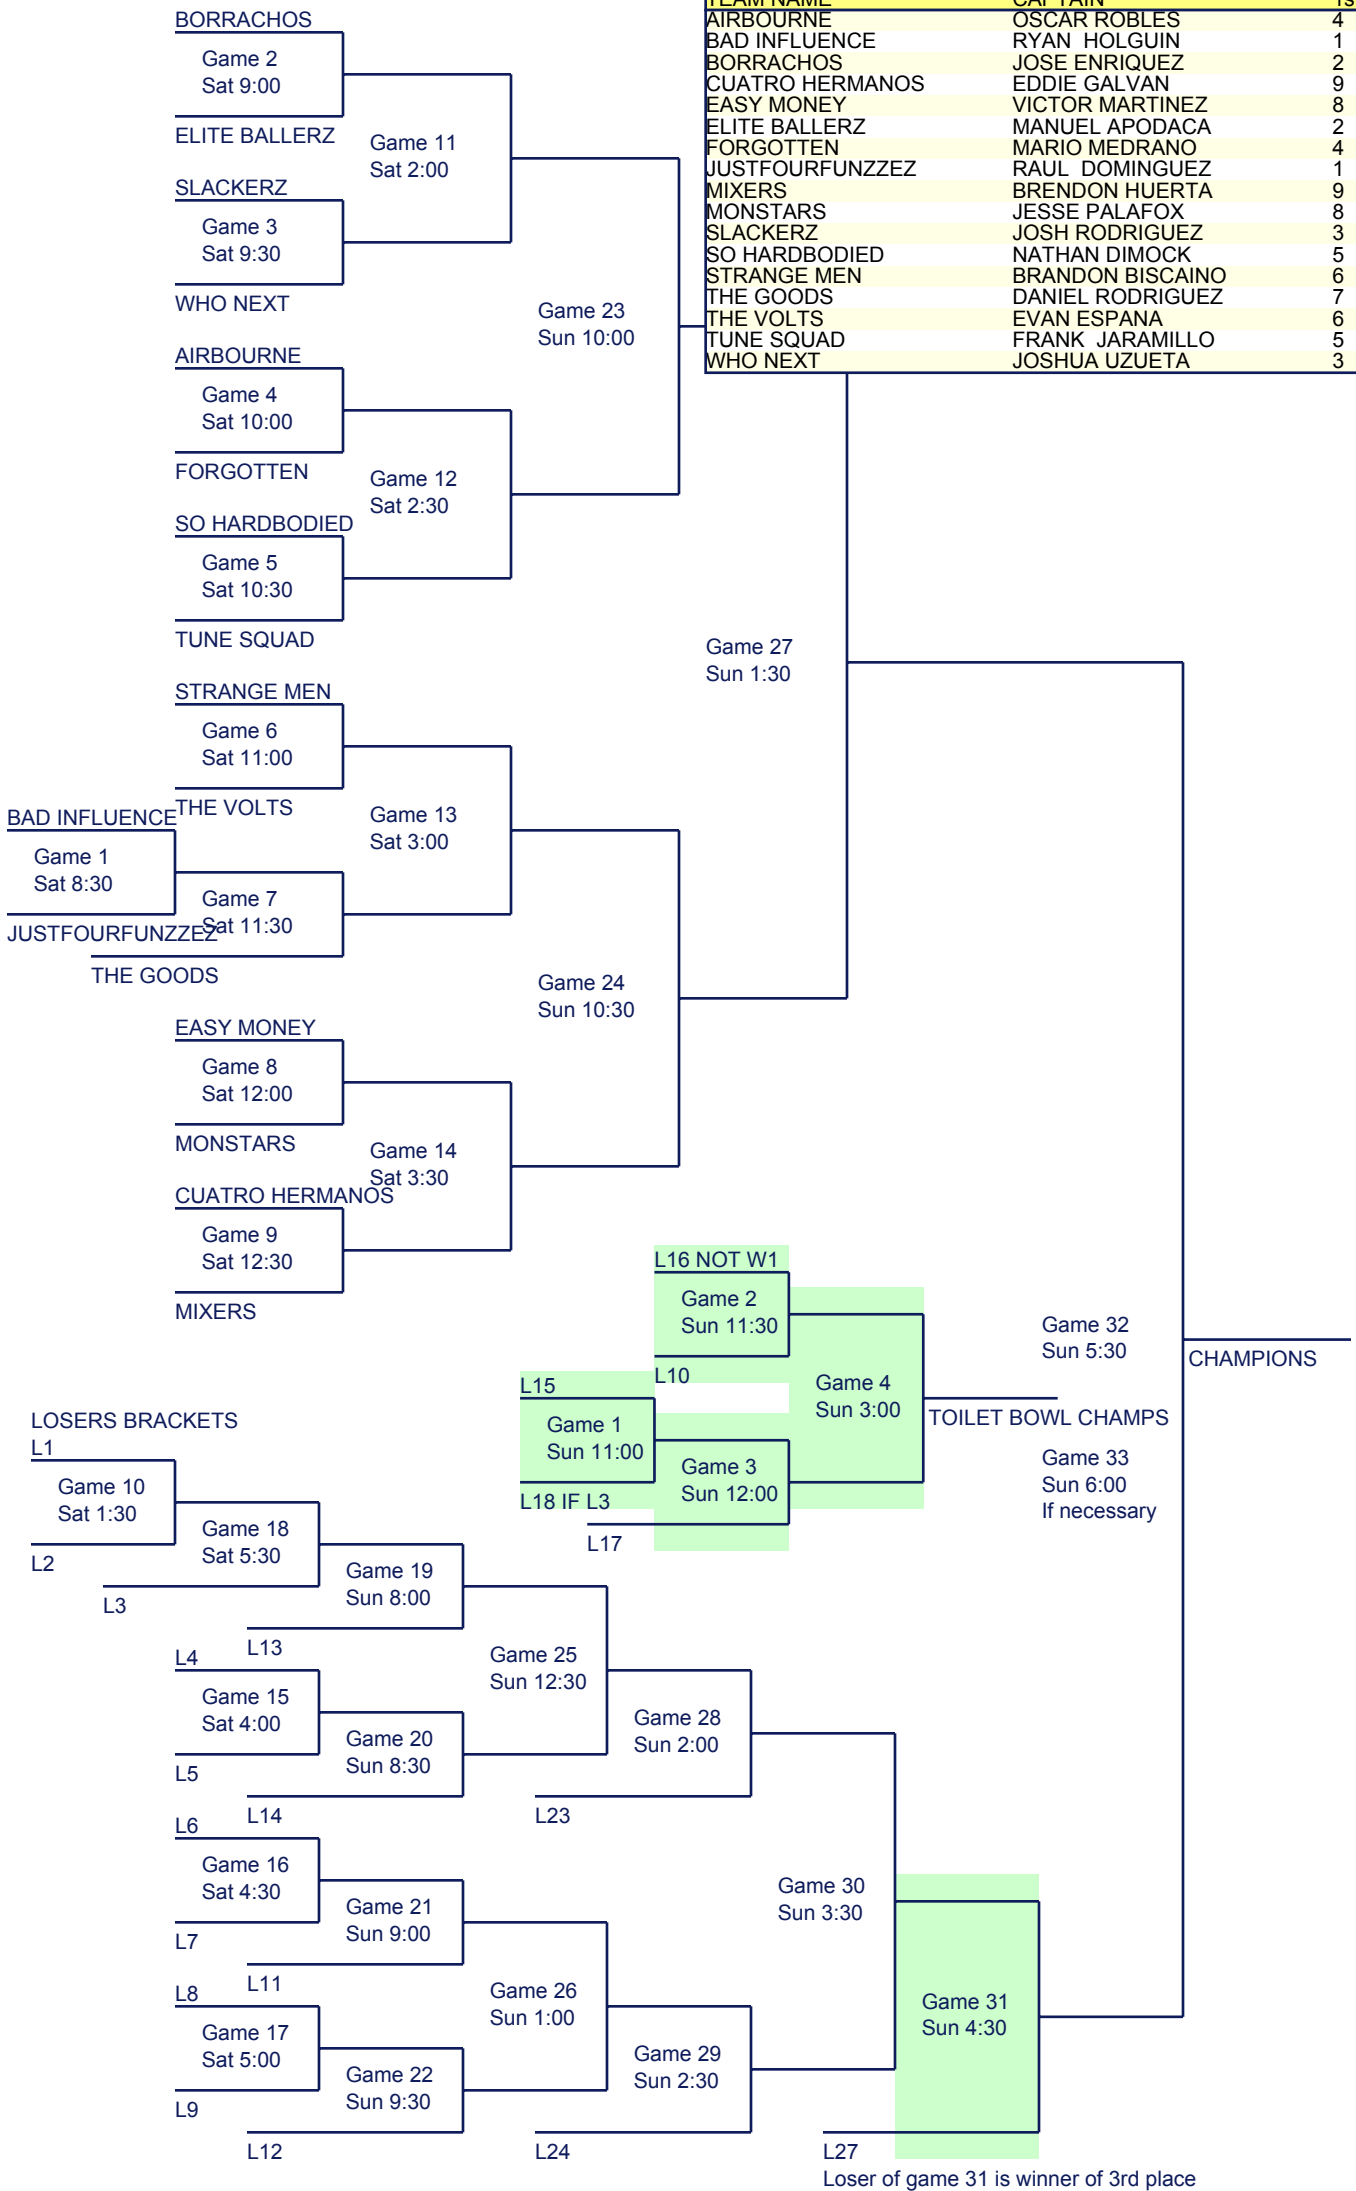 TEAM NAME CAPTAIN
AIRBOURNE OSCAR ROBLES 4
BAD INFLUENCE RYAN HOLGUIN 1
BORRACHOS JOSE ENRIQUEZ 2
CUATRO HERMANOS EDDIE GALVAN 9
EASY MONEY VICTOR MARTINEZ 8
ELITE BALLERZ MANUEL APODACA 2
FORGOTTEN MARIO MEDRANO 4
JUSTFOURFUNZZEZ RAUL DOMINGUEZ 1
MIXERS BRENDON HUERTA 9
MONSTARS JESSE PALAFOX 8
SLACKERZ JOSH RODRIGUEZ 3
SO HARDBODIED NATHAN DIMOCK 5
STRANGE MEN BRANDON BISCAINO 6
THE GOODS DANIEL RODRIGUEZ 7
THE VOLTS EVAN ESPANA 6
TUNE SQUAD FRANK JARAMILLO 5
WHO NEXT JOSHUA UZUETA 3
BORRACHOS
Game 2
Sat 9:00
ELITE BALLERZ
Game 11
Sat 2:00
SLACKERZ
Game 3
Sat 9:30
WHO NEXT
Game 23
Sun 10:00
AIRBOURNE
Game 4
Sat 10:00
FORGOTTEN
Game 12
Sat 2:30
SO HARDBODIED
Game 5
Sat 10:30
TUNE SQUAD
Game 27
Sun 1:30
STRANGE MEN
Game 6
Sat 11:00
THE VOLTS
Game 13
Sat 3:00
BAD INFLUENCE
Game 1
Sat 8:30
JUSTFOURFUNZZEZ
Game 7
Sat 11:30
THE GOODS
Game 24
Sun 10:30
EASY MONEY
Game 8
Sat 12:00
MONSTARS
Game 14
Sat 3:30
CUATRO HERMANOS
Game 9
Sat 12:30
MIXERS
L16 NOT W1
Game 2
Sun 11:30
L10
L15
Game 1
Sun 11:00
L18 IF L3
Game 3
Sun 12:00
L17
Game 4
Sun 3:00
TOILET BOWL CHAMPS
Game 32
Sun 5:30
CHAMPIONS
Game 33
Sun 6:00
If necessary
LOSERS BRACKETS
L1
Game 10
Sat 1:30
L2
Game 18
Sat 5:30
L3
Game 19
Sun 8:00
L13
Game 25
Sun 12:30
L4
Game 15
Sat 4:00
L5
Game 20
Sun 8:30
L14
Game 28
Sun 2:00
L23
L6
Game 16
Sat 4:30
L7
Game 21
Sun 9:00
L11
Game 30
Sun 3:30
L8
Game 17
Sat 5:00
L9
Game 26
Sun 1:00
Game 22
Sun 9:30
L12
Game 29
Sun 2:30
L24
Game 31
Sun 4:30
L27
Loser of game 31 is winner of 3rd place